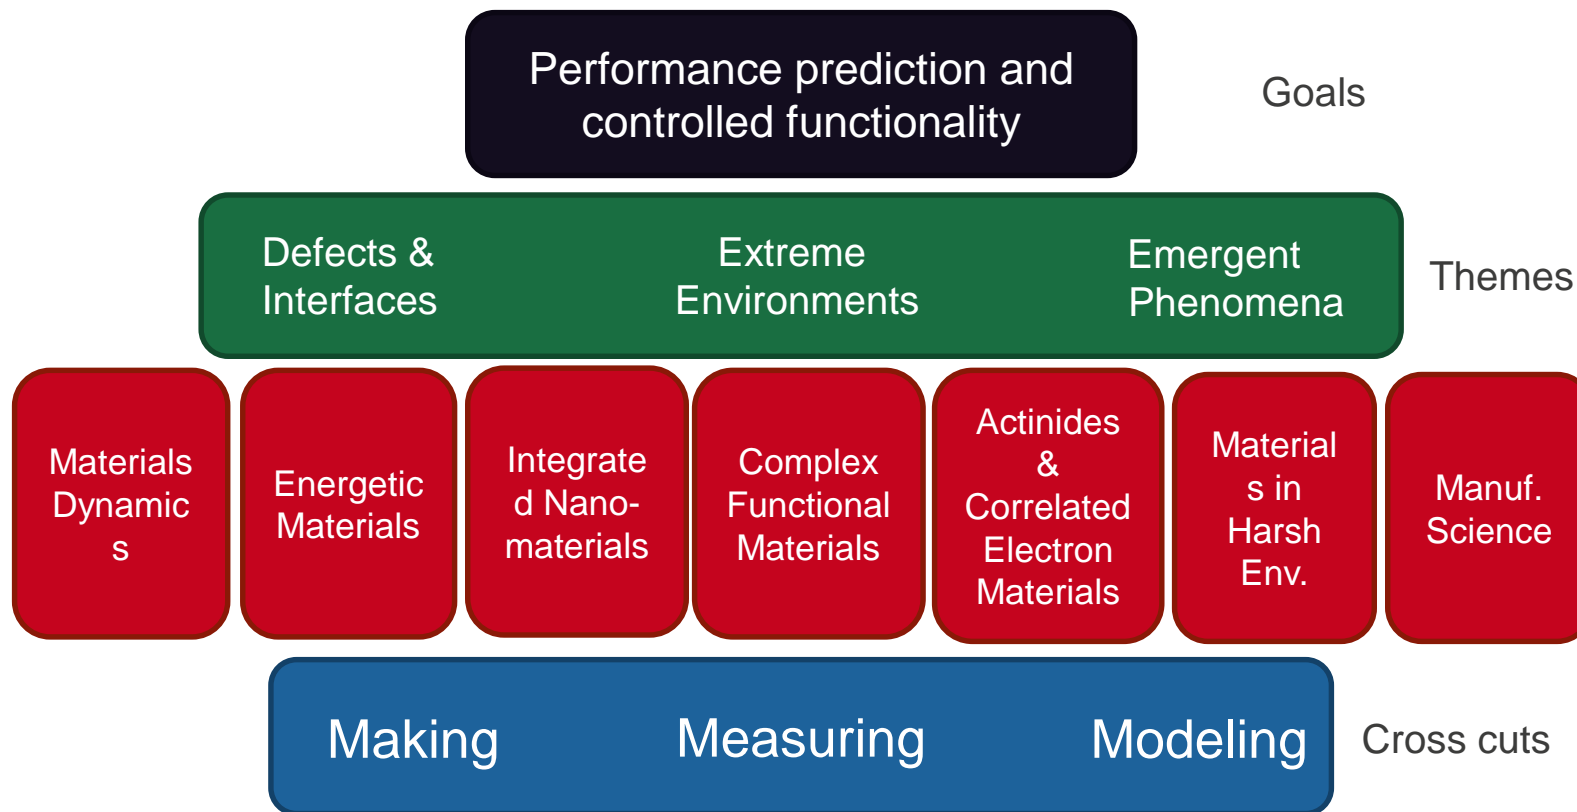 Performance prediction and
controlled functionality
Goals
Defects &
Interfaces
Extreme
Environments
Emergent
Phenomena
Themes
Materials
Dynamic
s
Energetic
Materials
Integrate
d Nano-
materials
Complex
Functional
Materials
Actinides
&
Correlated
Electron
Materials
Material
s in
Harsh
Env.
Manuf.
Science
Making
Measuring
Modeling
Cross cuts